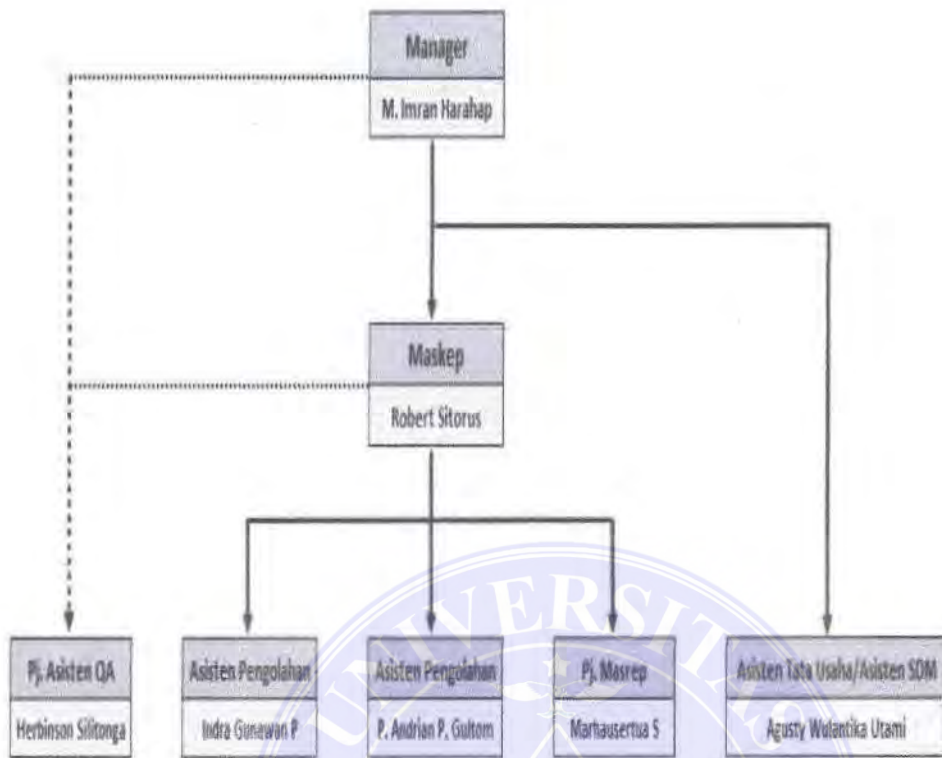 Manager
M. Imran Harahap
Maskep
Robert Sitorus
Pj. Asisten QA
Herbinson Silitonga
Asisten Pengolahan
Indra Gunawan P
Asisten Pengolahan
P. Andrian P. Gultom
Pj. Masrep
Marhausertua S
Asisten Tata Usaha/Asisten SDM
Agusty Wulantika Utami
UNIVERSITAS